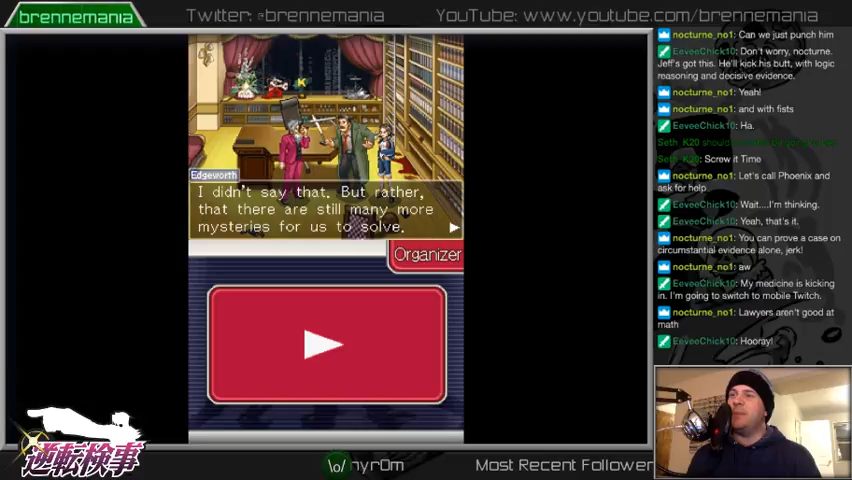 brennemania
Twitter: @brennemania
YouTube: www.youtube.com/brennemania
Edgeworth
I didn't say that. But rather,
that there are still many more
mysteries for us to solve.
Organizer
nocturne_no1: Can we just punch him
EeveeChick10: Don't worry, nocturne.
Jeff's got this. He'll kick his butt, with logic
reasoning and decisive evidence.
nocturne_no1: Yeah!
nocturne_no1: and with fists
EeveeChick10: Ha.
Seth_K20
Seth_K20: Screw it Time
nocturne_no1: Let's call Phoenix and
ask for help
EeveeChick10: Wait....I'm thinking.
EeveeChick10: Yeah, that's it.
nocturne_no1: You can prove a case on
circumstantial evidence alone, jerk!
nocturne_no1: aw
EeveeChick10: My medicine is kicking
in. I'm going to switch to mobile Twitch.
nocturne_no1: Lawyers aren't good at
math
EeveeChick10: Hooray!
逆転検事
\o/
nyr0m
Most Recent Follower